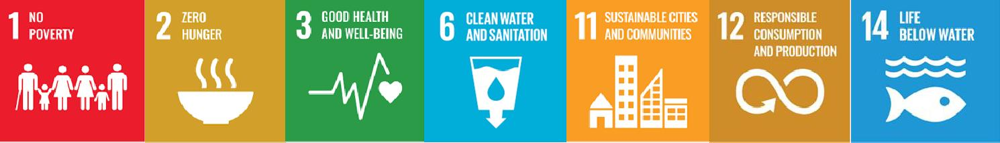 1 NO
POVERTY
2 ZERO
HUNGER
3 GOOD HEALTH
AND WELL-BEING
6 CLEAN WATER
AND SANITATION
11 SUSTAINABLE CITIES
AND COMMUNITIES
12 RESPONSIBLE
CONSUMPTION
AND PRODUCTION
14 LIFE
BELOW WATER